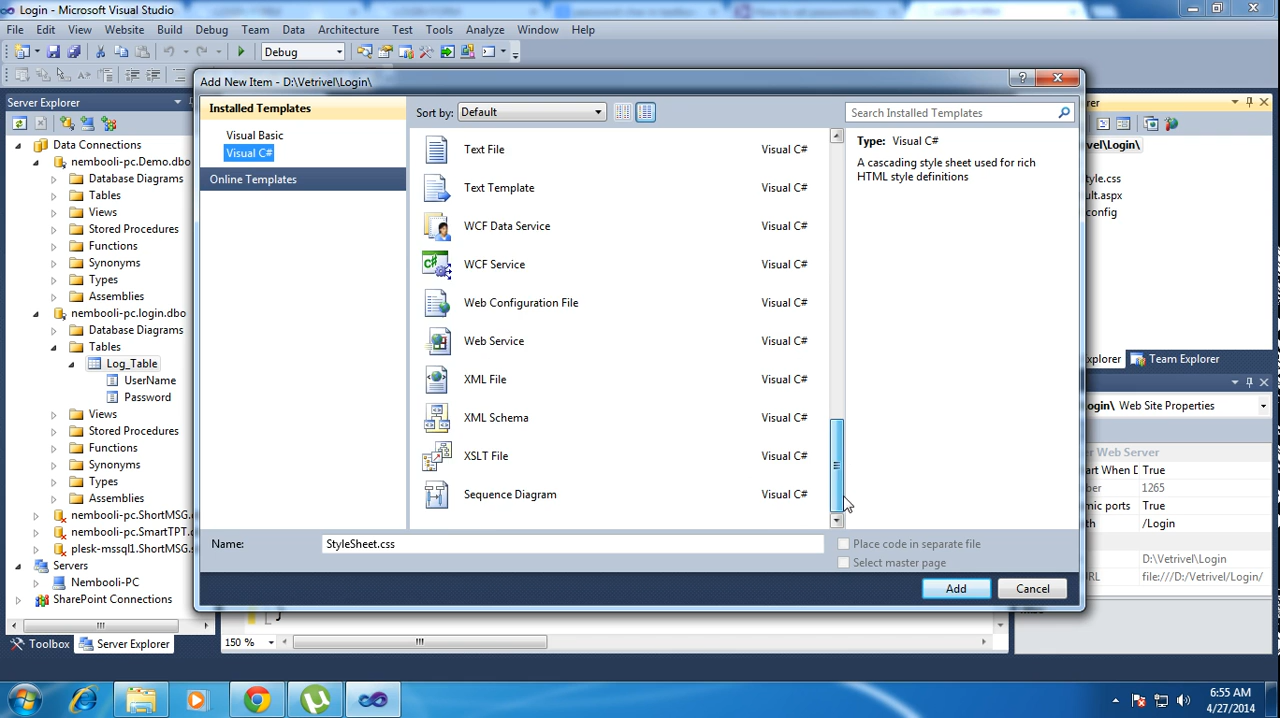 Login - Microsoft Visual Studio
File Edit View Website Build Debug Team Data Architecture Test Tools Analyze Window Help
Debug
Server Explorer
Data Connections
nembooli-pc.Demo.dbo
Database Diagrams
Tables
Views
Stored Procedures
Functions
Synonyms
Types
Assemblies
nembooli-pc.login.dbo
Database Diagrams
Tables
Log_Table
UserName
Password
Views
Stored Procedures
Functions
Synonyms
Types
Assemblies
nembooli-pc.ShortMSG.
nembooli-pc.SmartTPT.
plesk-mssql1.ShortMSG.
Servers
Nembooli-PC
SharePoint Connections
Toolbox Server Explorer
Add New Item - D:\Vetrivel\Login\
Installed Templates
Visual Basic
Visual C#
Online Templates
Sort by: Default
Search Installed Templates
Text File Visual C#
Text Template Visual C#
WCF Data Service Visual C#
WCF Service Visual C#
Web Configuration File Visual C#
Web Service Visual C#
XML File Visual C#
XML Schema Visual C#
XSLT File Visual C#
Sequence Diagram Visual C#
Type: Visual C#
A cascading style sheet used for rich
HTML style definitions
Name: StyleSheet.css
Place code in separate file
Select master page
Add Cancel
150 %
rer
vel\Login\
tyle.css
ult.aspx
config
xplorer Team Explorer
ogin\ Web Site Properties
er Web Server
art When D True
nber 1265
mic ports True
th /Login
D:\Vetrivel\Login
RL file:///D:/Vetrivel/Login/
6:55 AM
4/27/2014